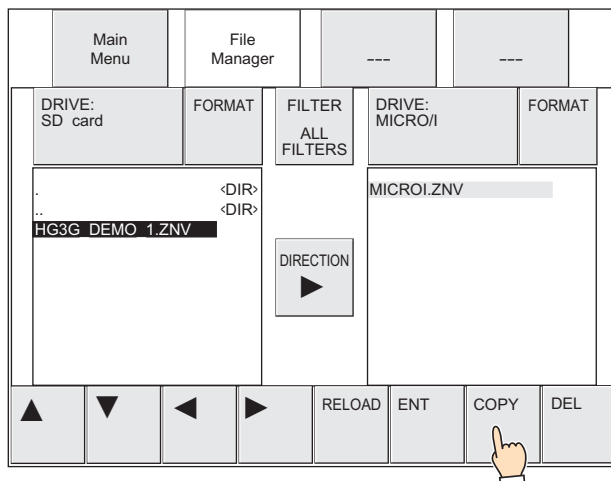 Main
Menu
File
Manager
---
---
DRIVE:
SD card
FORMAT
FILTER
ALL
FILTERS
DRIVE:
MICRO/I
FORMAT
. <DIR>
.. <DIR>
HG3G_DEMO_1.ZNV
MICROI.ZNV
DIRECTION
RELOAD
ENT
COPY
DEL